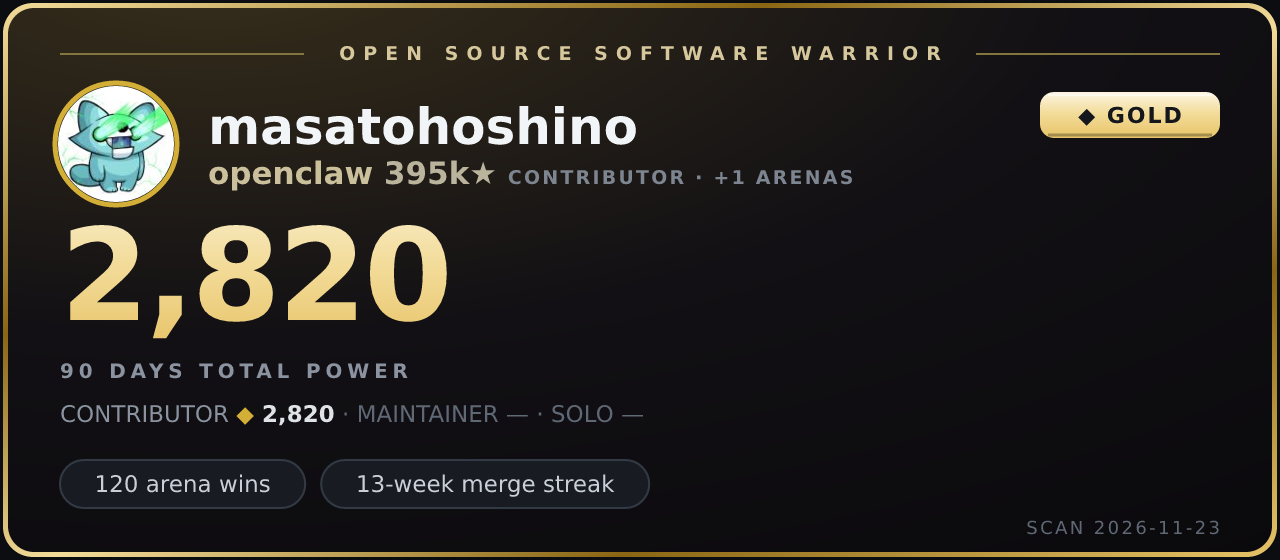 OPEN SOURCE SOFTWARE WARRIOR
masatohoshino
◆ GOLD
openclaw 395k★ CONTRIBUTOR · +1 ARENAS
2,820
90 DAYS TOTAL POWER
CONTRIBUTOR ◆ 2,820 · MAINTAINER — · SOLO —
120 arena wins
13-week merge streak
SCAN 2026-11-23